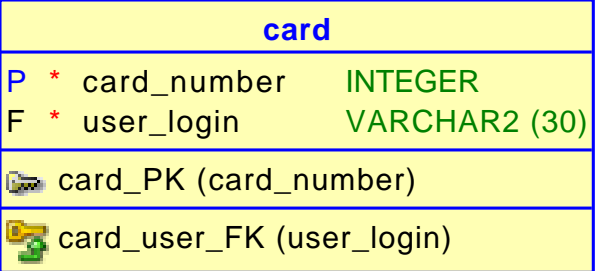 card
P * card_number INTEGER
F * user_login VARCHAR2 (30)
card_PK (card_number)
card_user_FK (user_login)